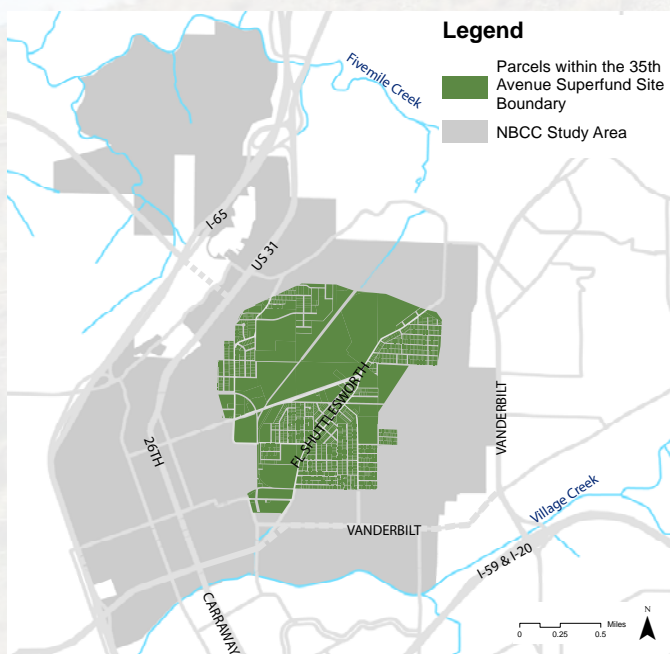 Legend
Parcels within the 35th
Avenue Superfund Site
Boundary
NBCC Study Area
Fivemile Creek
I-65
US 31
FL SHUTTLESWORTH
VANDERBILT
26TH
Village Creek
VANDERBILT
I-59 & I-20
CARRAWAY
N
Miles
0 0.25 0.5